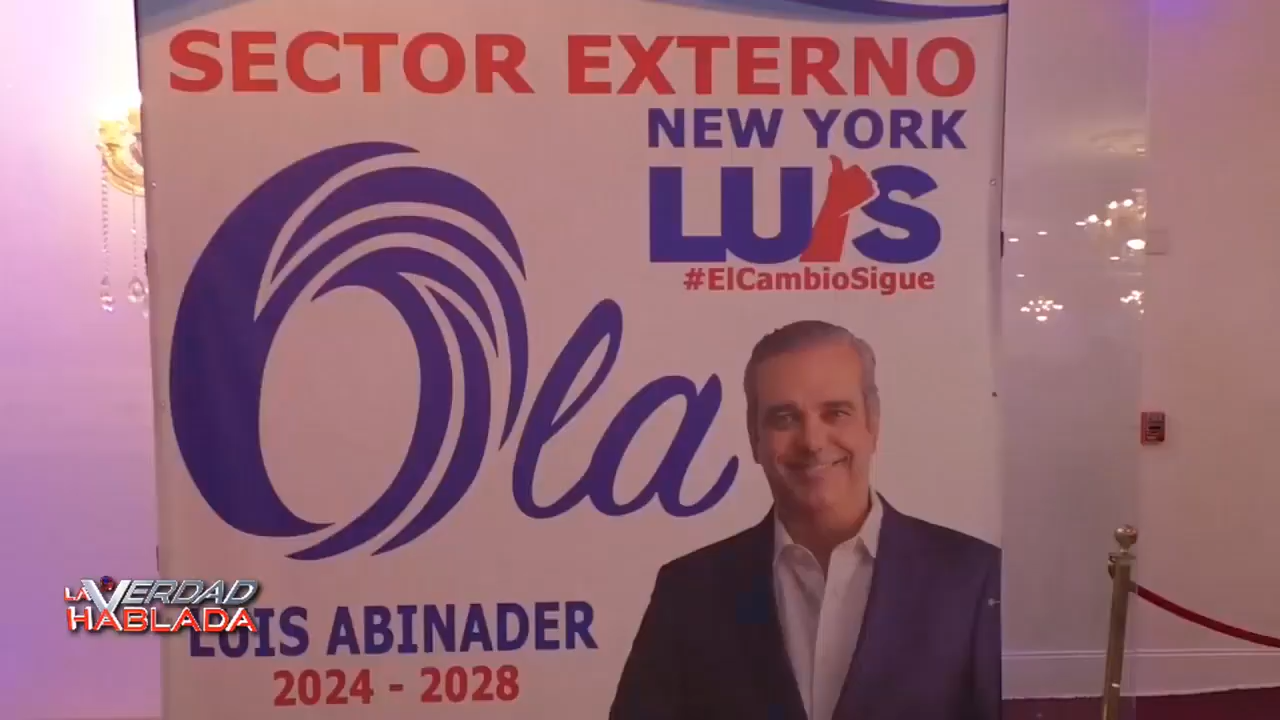 SECTOR EXTERNO
NEW YORK
LUIS
#ElCambioSigue
Ola
LUIS ABINADER
2024 - 2028
LA VERDAD
HABLADA